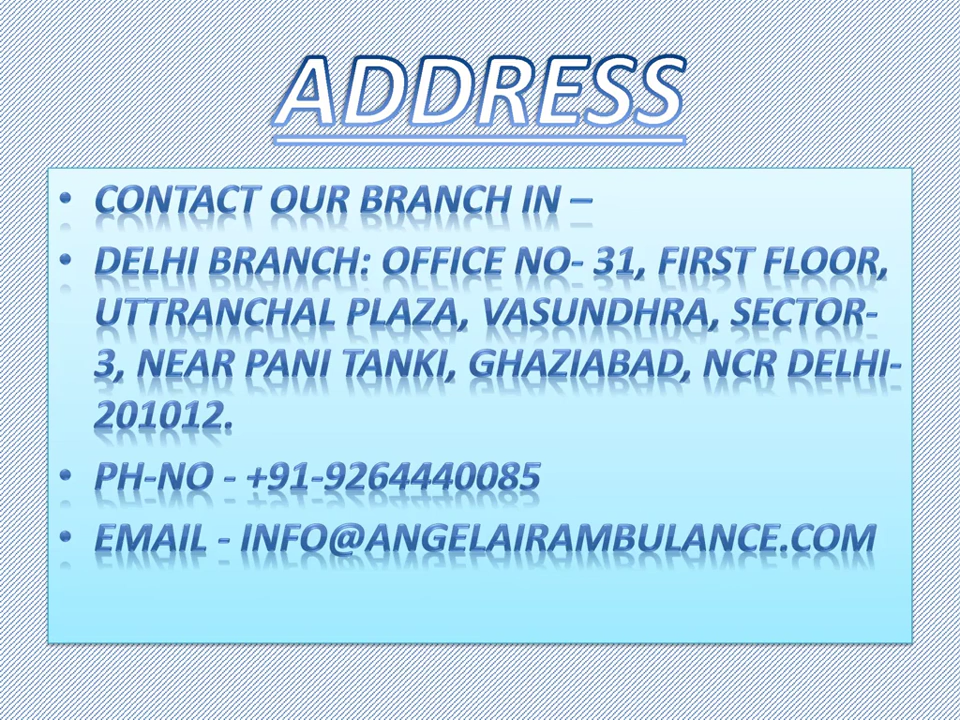 ADDRESS
• CONTACT OUR BRANCH IN –
• DELHI BRANCH: OFFICE NO- 31, FIRST FLOOR,
UTTRANCHAL PLAZA, VASUNDHRA, SECTOR-
3, NEAR PANI TANKI, GHAZIABAD, NCR DELHI-
201012.
• PH-NO - +91-9264440085
• EMAIL - INFO@ANGELAIRAMBULANCE.COM